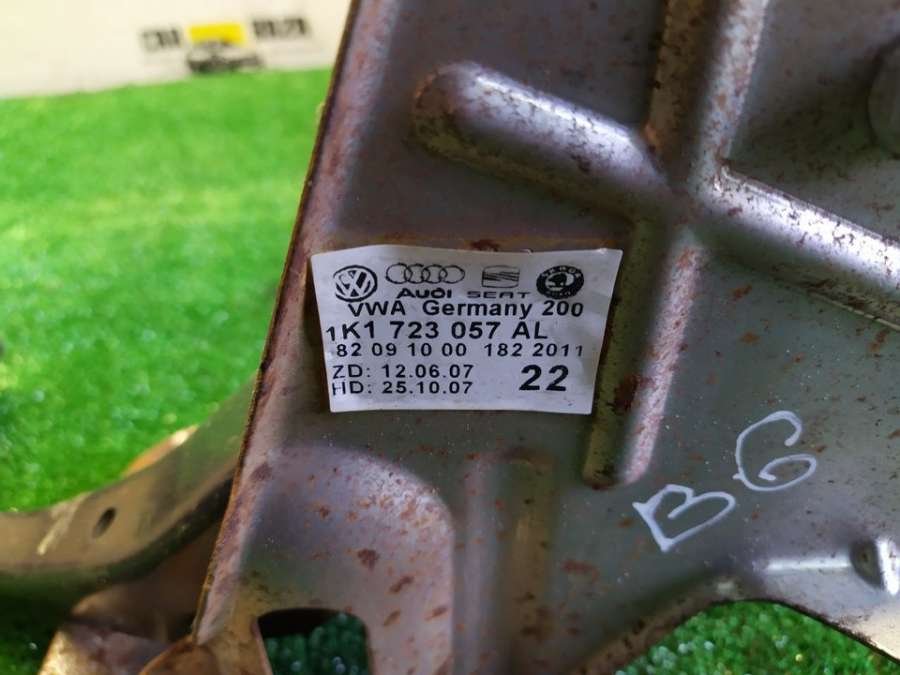 AUDI SEAT SKODA
VWA Germany 200
1K1 723 057 AL
82 09 10 00 182 2011
ZD: 12.06.07
HD: 25.10.07 22
BG